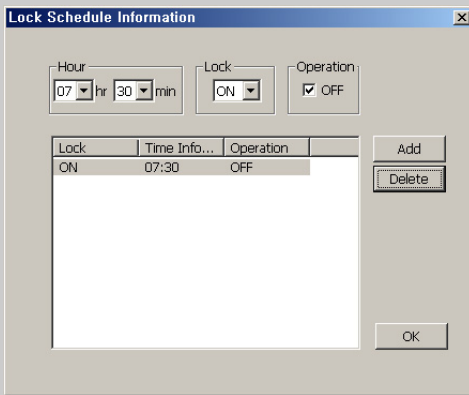 Lock Schedule Information
Hour Lock Operation
07 hr 30 min ON OFF
Lock Time Info... Operation
ON 07:30 OFF
Add
Delete
OK